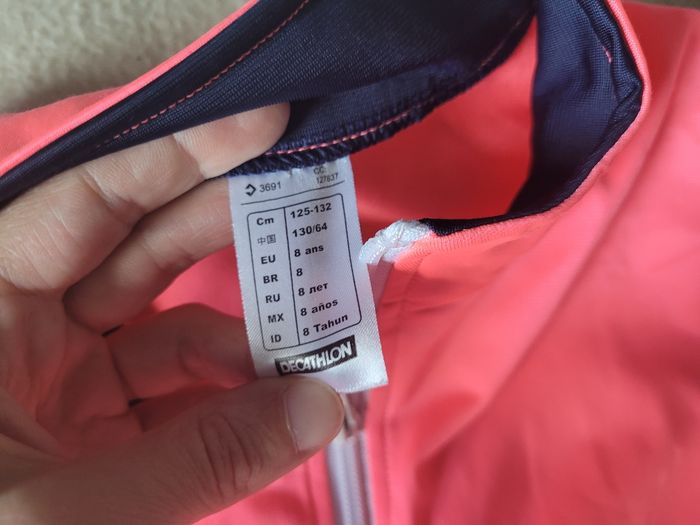 3691
CC:
127837
Cm 125-132
中国 130/64
EU 8 ans
BR 8
RU 8 лет
MX 8 años
ID 8 Tahun
DECATHLON